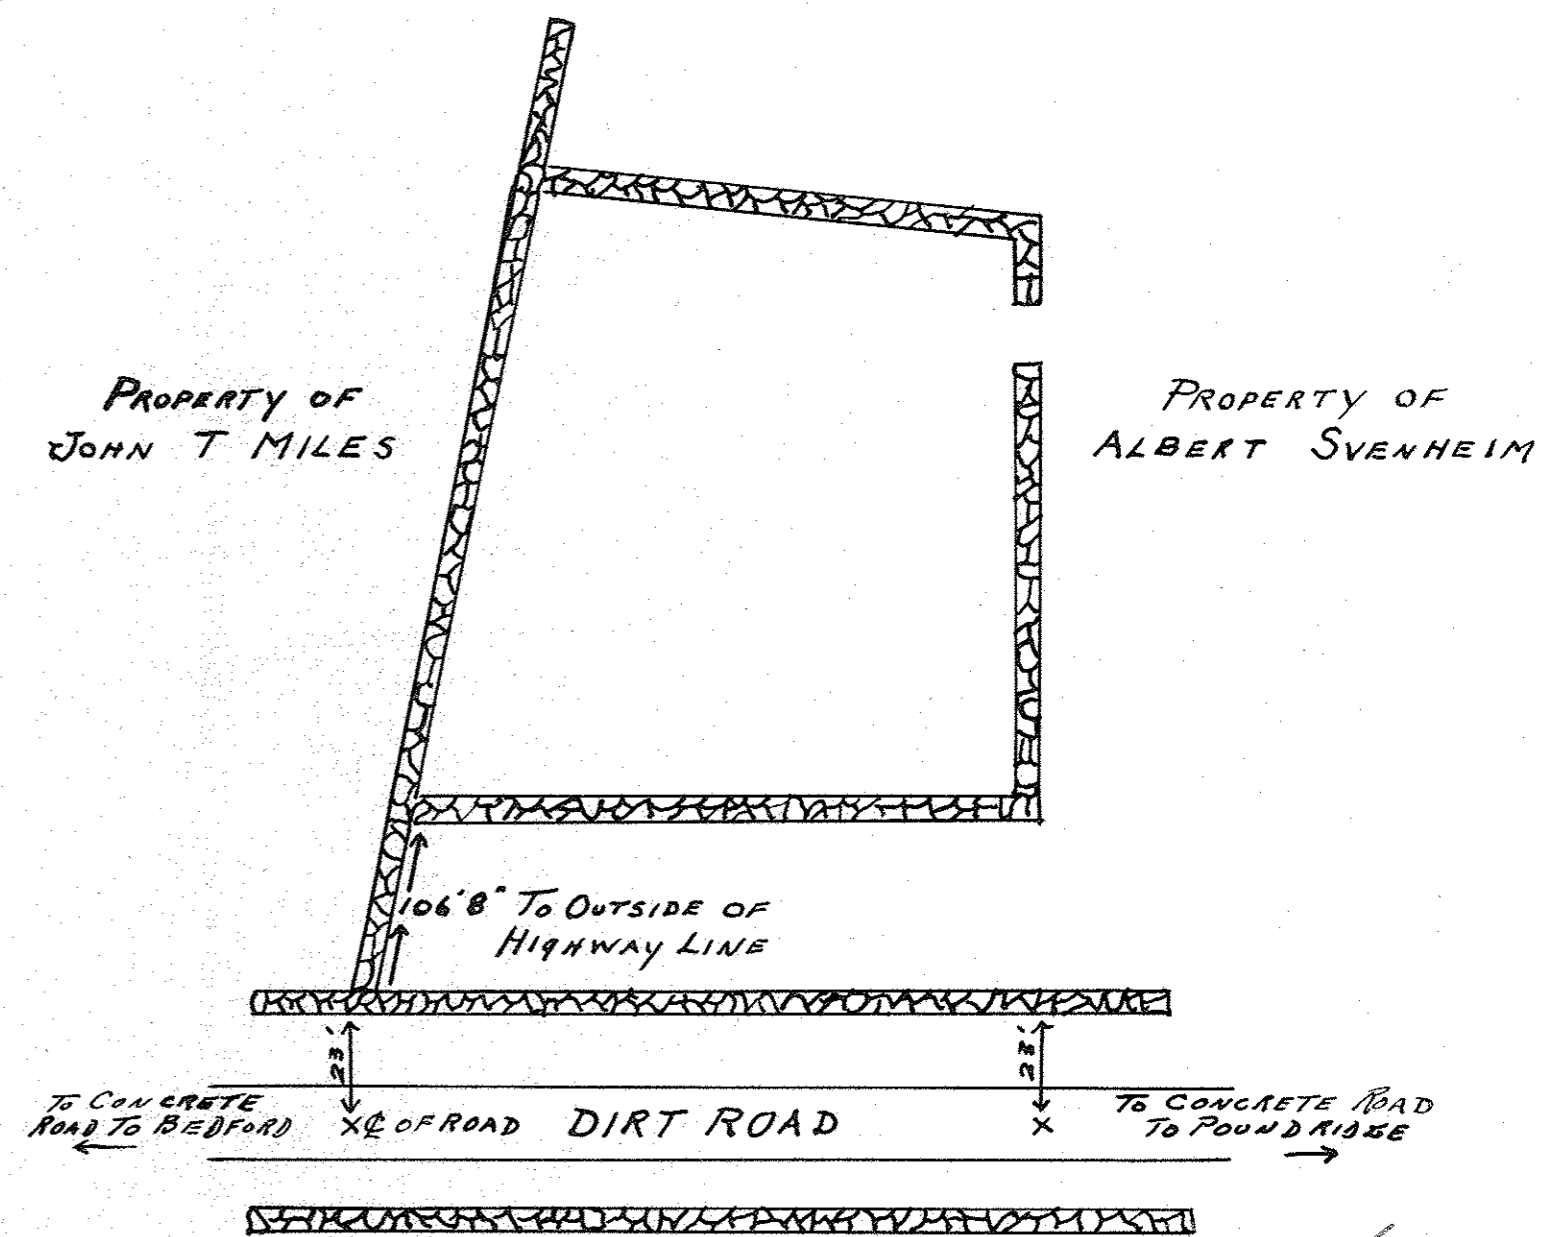 PROPERTY OF
JOHN T MILES
PROPERTY OF
ALBERT SVENHEIM
106'8" TO OUTSIDE OF
HIGHWAY LINE
23'
23'
TO CONCRETE
ROAD TO BEDFORD
X ℄ OF ROAD DIRT ROAD X
TO CONCRETE ROAD
TO POUNDRIDGE